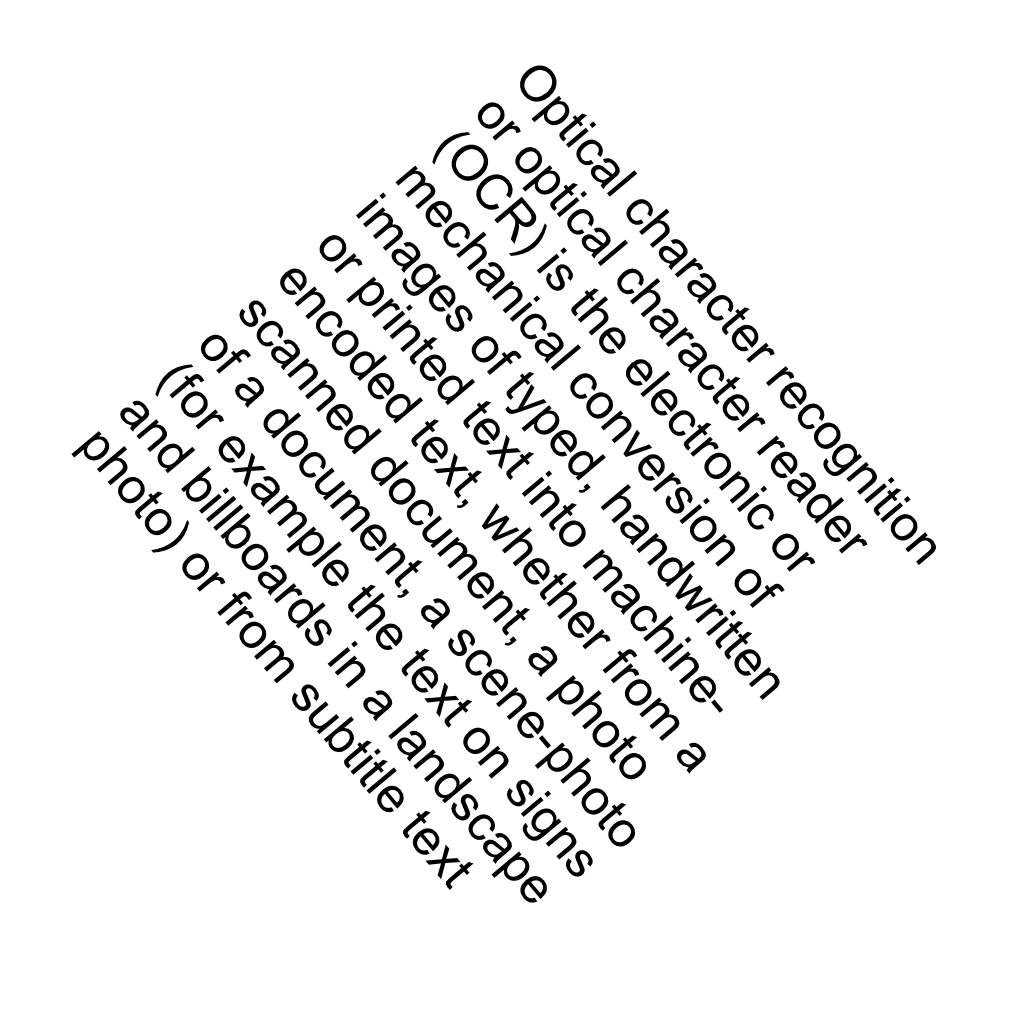 Optical character recognition
or optical character reader
(OCR) is the electronic or
mechanical conversion of
images of typed, handwritten
or printed text into machine-
encoded text, whether from a
scanned document, a photo
of a document, a scene-photo
(for example the text on signs
and billboards in a landscape
photo) or from subtitle text